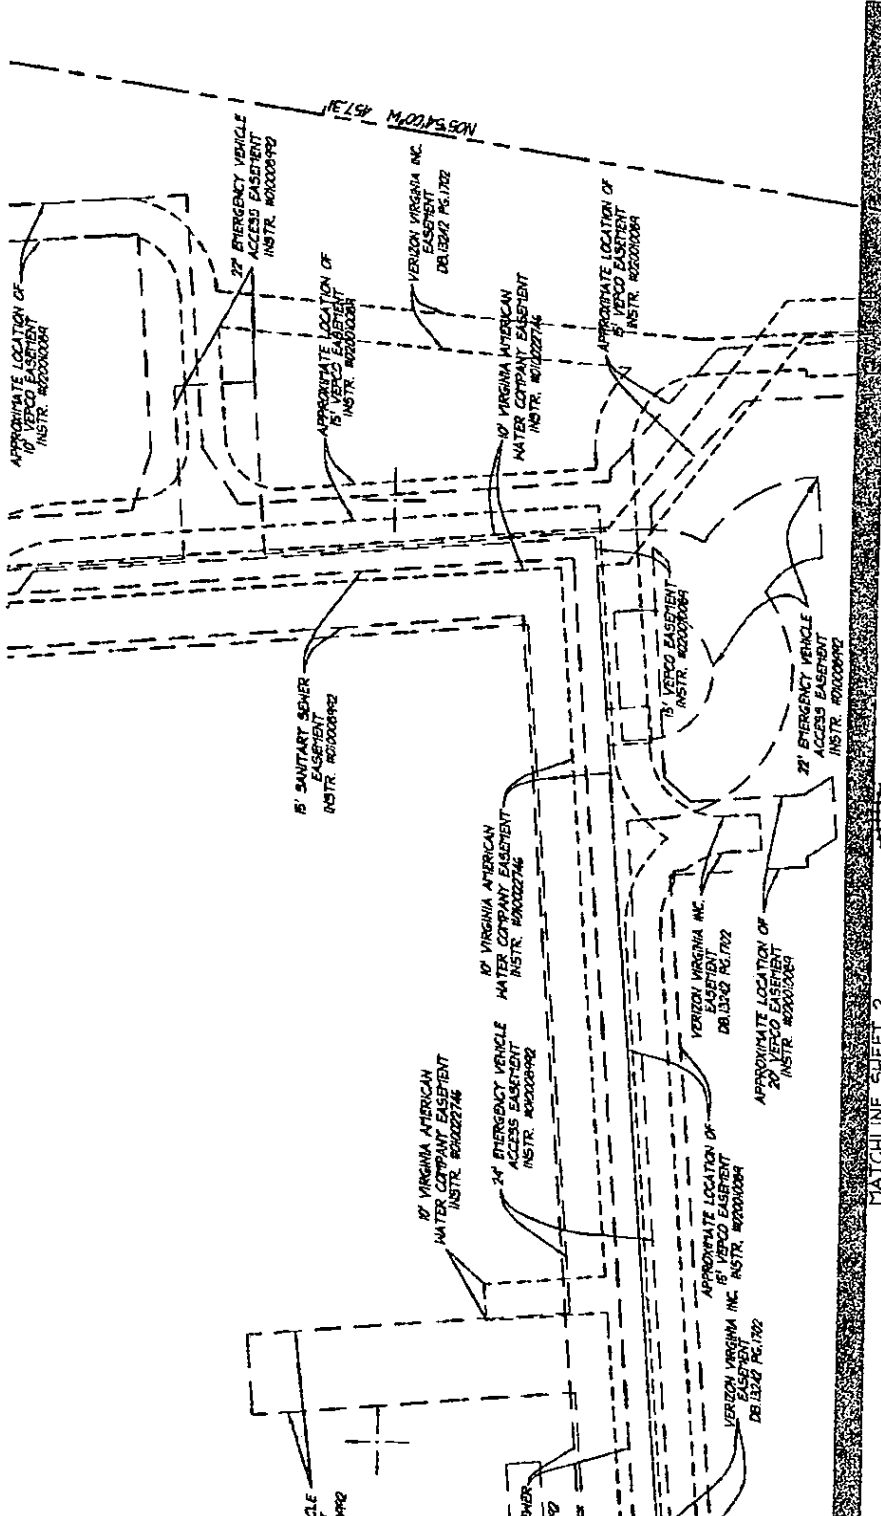 N05°54'00"W 457.31'
APPROXIMATE LOCATION OF
10' VEPCO EASEMENT
INSTR. #020010089
22' EMERGENCY VEHICLE
ACCESS EASEMENT
INSTR. #010008992
APPROXIMATE LOCATION OF
15' VEPCO EASEMENT
INSTR. #020010089
VERIZON VIRGINIA INC.
EASEMENT
DB.13242 PG.1702
10' VIRGINIA AMERICAN
WATER COMPANY EASEMENT
INSTR. #010022746
APPROXIMATE LOCATION OF
15' VEPCO EASEMENT
INSTR. #020010089
15' SANITARY SEWER
EASEMENT
INSTR. #010008992
15' VEPCO EASEMENT
INSTR. #020010089
22' EMERGENCY VEHICLE
ACCESS EASEMENT
INSTR. #010008992
10' VIRGINIA AMERICAN
WATER COMPANY EASEMENT
INSTR. #010022746
VERIZON VIRGINIA INC.
EASEMENT
DB.13242 PG.1702
APPROXIMATE LOCATION OF
20' VEPCO EASEMENT
INSTR. #020010089
10' VIRGINIA AMERICAN
WATER COMPANY EASEMENT
INSTR. #010022746
24' EMERGENCY VEHICLE
ACCESS EASEMENT
INSTR. #010008992
APPROXIMATE LOCATION OF
15' VEPCO EASEMENT
INSTR. #020010089
VERIZON VIRGINIA INC.
EASEMENT
DB 13242 PG.1702
MATCHLINE SHEET 2